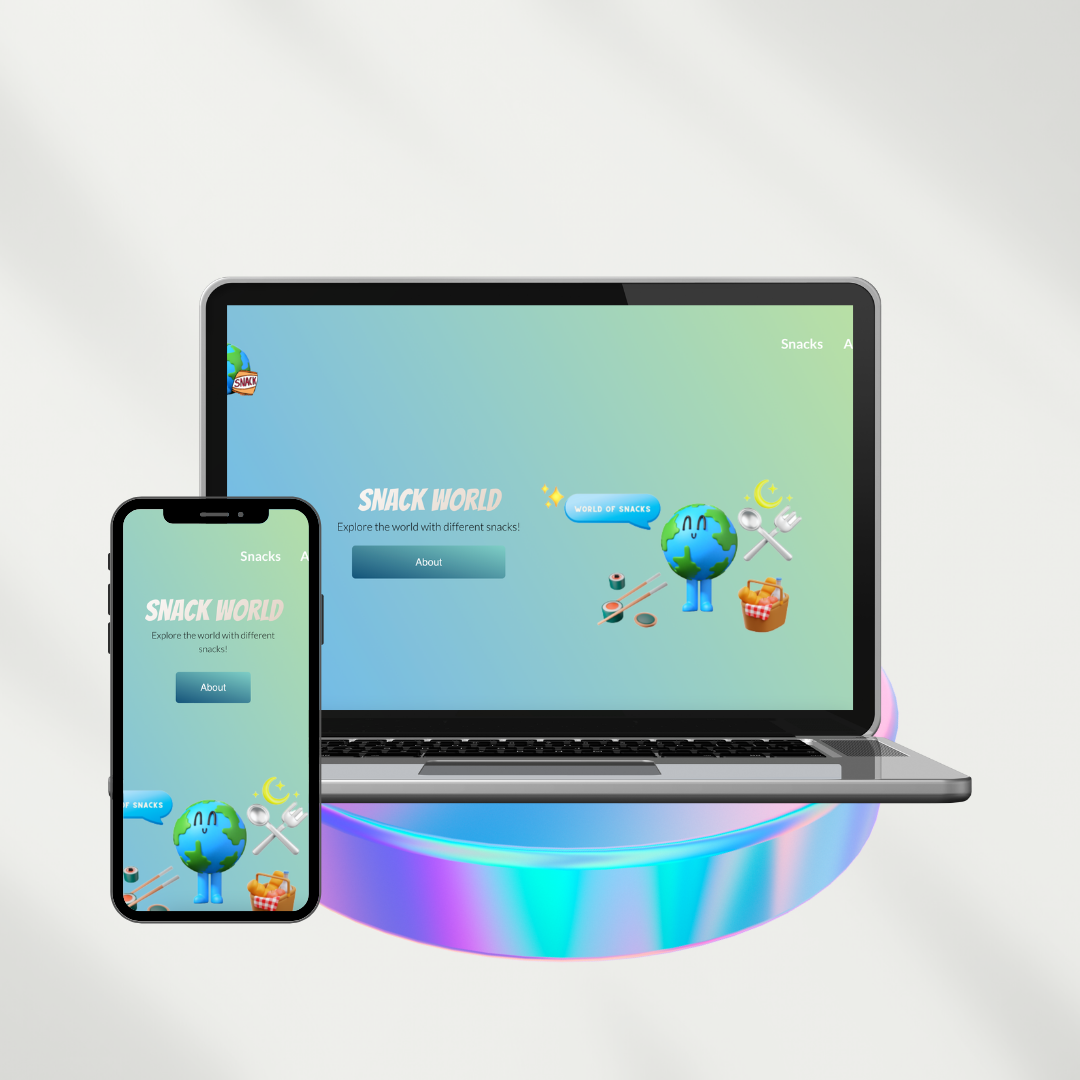 Snacks A
SNACK
SNACK WORLD
Explore the world with different snacks!
About
WORLD OF SNACKS
Snacks A
SNACK WORLD
Explore the world with different
snacks!
About
OF SNACKS